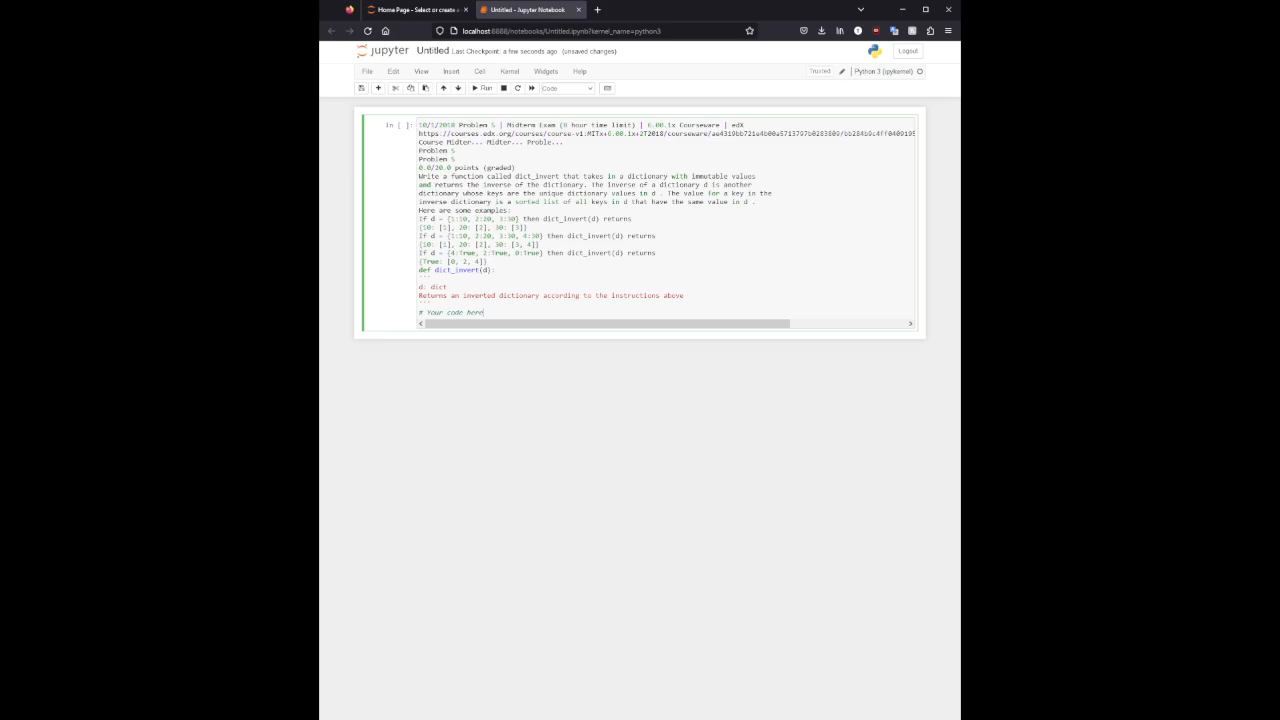 Home Page - Select or create a
Untitled - Jupyter Notebook
localhost:8888/notebooks/Untitled.ipynb?kernel_name=python3
jupyter Untitled Last Checkpoint: a few seconds ago (unsaved changes)
Logout
File Edit View Insert Cell Kernel Widgets Help
Trusted
Python 3 (ipykernel)
Run
Code
In [ ]:
10/1/2018 Problem 5 | Midterm Exam (8 hour time limit) | 6.00.1x Courseware | edX
Course Midter... Midter... Proble...
Problem 5
Problem 5
0.0/20.0 points (graded)
Write a function called dict_invert that takes in a dictionary with immutable values
and returns the inverse of the dictionary. The inverse of a dictionary d is another
dictionary whose keys are the unique dictionary values in d . The value for a key in the
inverse dictionary is a sorted list of all keys in d that have the same value in d .
Here are some examples:
If d = {1:10, 2:20, 3:30} then dict_invert(d) returns
{10: [1], 20: [2], 30: [3]}
If d = {1:10, 2:20, 3:30, 4:30} then dict_invert(d) returns
{10: [1], 20: [2], 30: [3, 4]}
If d = {4:True, 2:True, 0:True} then dict_invert(d) returns
{True: [0, 2, 4]}
def dict_invert(d):
'''
d: dict
Returns an inverted dictionary according to the instructions above
'''
# Your code here